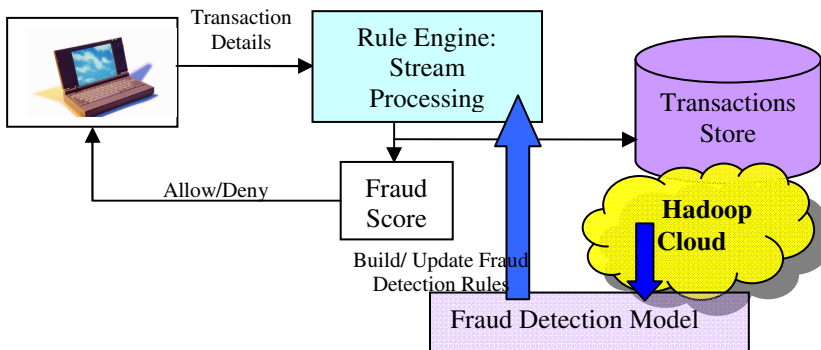 Transaction
Details
Rule Engine:
Stream
Processing
Transactions
Store
Allow/Deny
Fraud
Score
Hadoop
Cloud
Build/ Update Fraud
Detection Rules
Fraud Detection Model